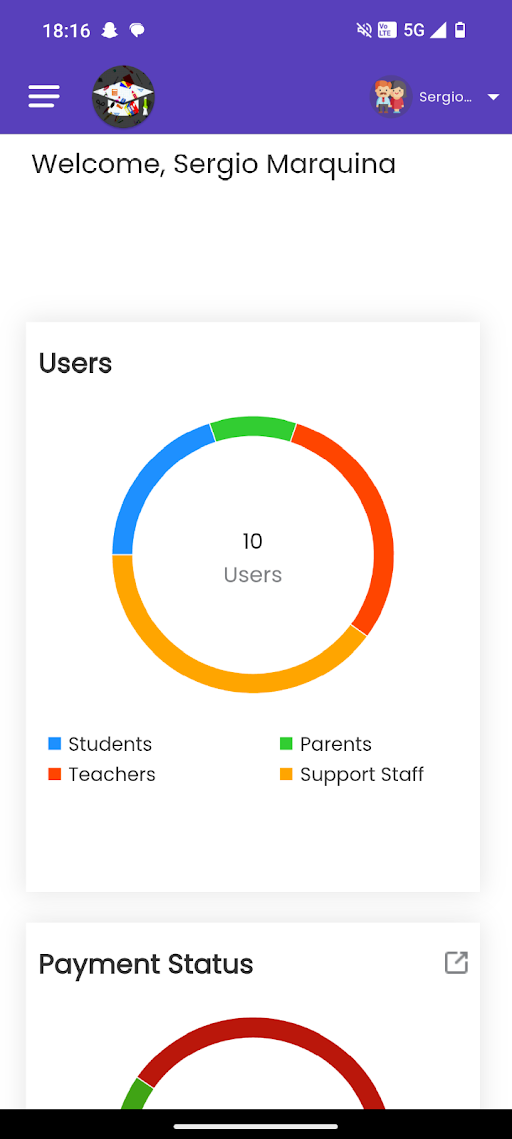 18:16
Vo
LTE
5G
Sergio...
Welcome, Sergio Marquina
Users
10
Users
Students
Parents
Teachers
Support Staff
Payment Status